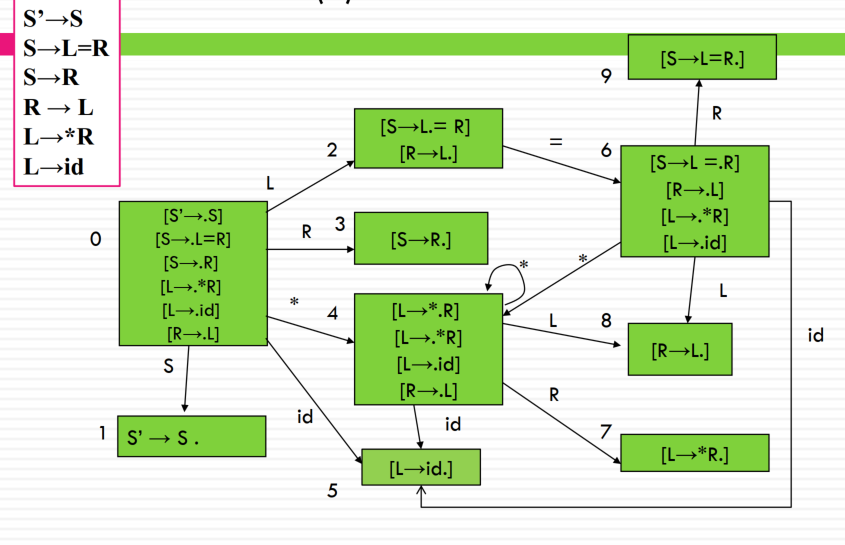 S’→S
S→L=R
S→R
R → L
L→*R
L→id
9
[S→L=R.]
R
2
[S→L.= R]
[R→L.]
=
6
[S→L =.R]
[R→.L]
[L→.*R]
[L→.id]
L
0
[S’→.S]
[S→.L=R]
[S→.R]
[L→.*R]
[L→.id]
[R→.L]
R
3
[S→R.]
*
*
*
4
[L→*.R]
[L→.*R]
[L→.id]
[R→.L]
L
8
[R→L.]
L
id
S
1
S’ → S .
id
id
R
7
[L→*R.]
5
[L→id.]